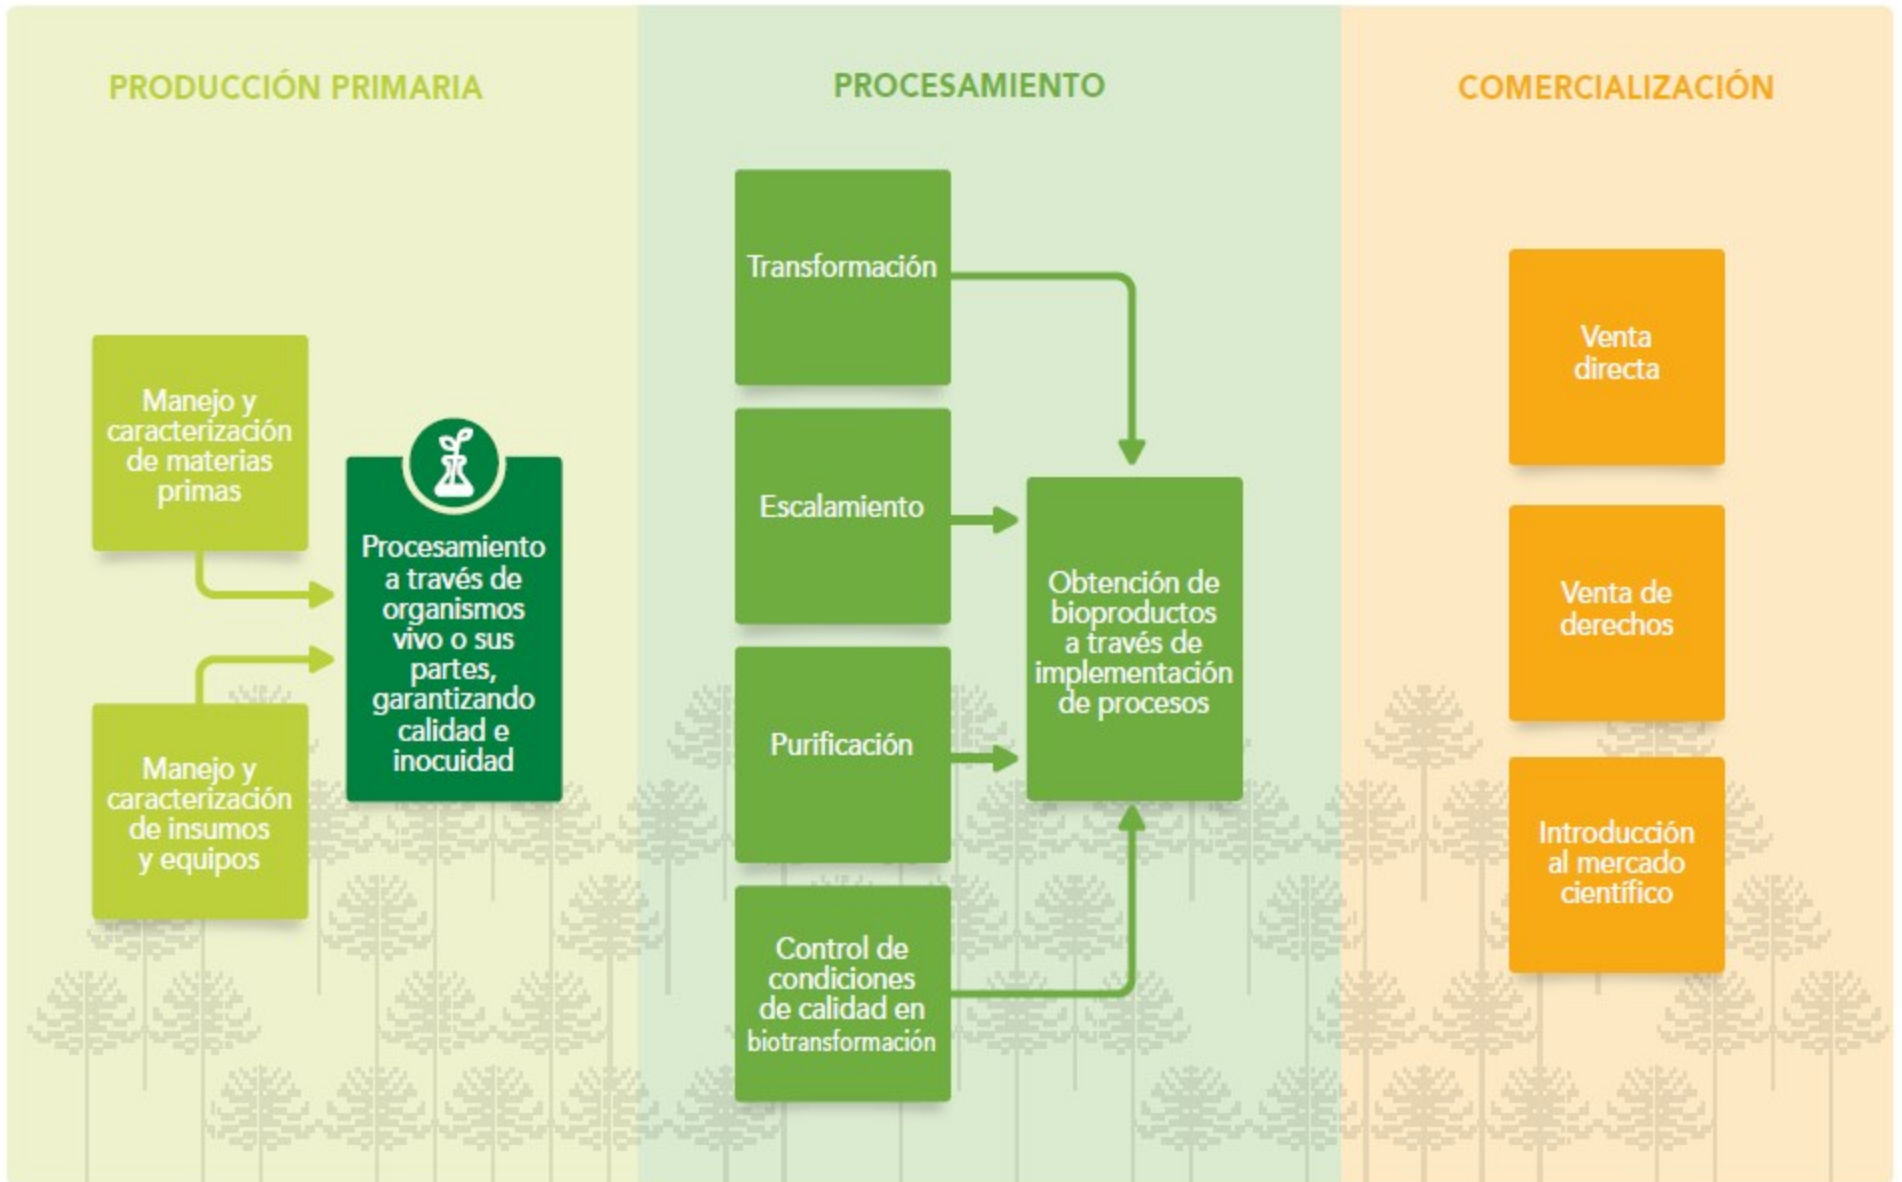 PRODUCCIÓN PRIMARIA
Manejo y
caracterización
de materias
primas
Manejo y
caracterización
de insumos
y equipos
Procesamiento
a través de
organismos
vivo o sus
partes,
garantizando
calidad e
inocuidad
PROCESAMIENTO
Transformación
Escalamiento
Purificación
Control de
condiciones
de calidad en
biotransformación
Obtención de
bioproductos
a través de
implementación
de procesos
COMERCIALIZACIÓN
Venta
directa
Venta de
derechos
Introducción
al mercado
científico